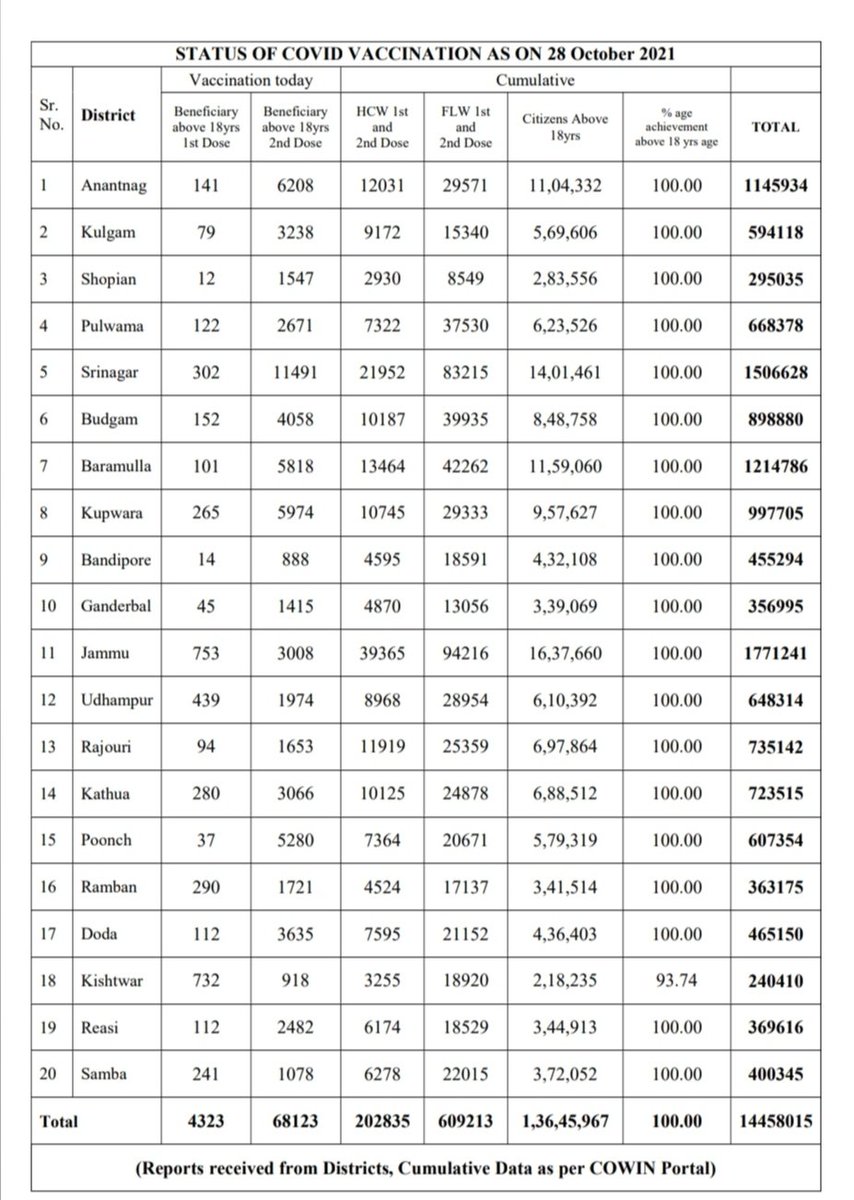 STATUS OF COVID VACCINATION AS ON 28 October 2021
Vaccination today Cumulative
Sr. No. District Beneficiary above 18yrs 1st Dose Beneficiary above 18yrs 2nd Dose HCW 1st and 2nd Dose FLW 1st and 2nd Dose Citizens Above 18yrs % age achievement above 18 yrs age TOTAL
1 Anantnag 141 6208 12031 29571 11,04,332 100.00 1145934
2 Kulgam 79 3238 9172 15340 5,69,606 100.00 594118
3 Shopian 12 1547 2930 8549 2,83,556 100.00 295035
4 Pulwama 122 2671 7322 37530 6,23,526 100.00 668378
5 Srinagar 302 11491 21952 83215 14,01,461 100.00 1506628
6 Budgam 152 4058 10187 39935 8,48,758 100.00 898880
7 Baramulla 101 5818 13464 42262 11,59,060 100.00 1214786
8 Kupwara 265 5974 10745 29333 9,57,627 100.00 997705
9 Bandipore 14 888 4595 18591 4,32,108 100.00 455294
10 Ganderbal 45 1415 4870 13056 3,39,069 100.00 356995
11 Jammu 753 3008 39365 94216 16,37,660 100.00 1771241
12 Udhampur 439 1974 8968 28954 6,10,392 100.00 648314
13 Rajouri 94 1653 11919 25359 6,97,864 100.00 735142
14 Kathua 280 3066 10125 24878 6,88,512 100.00 723515
15 Poonch 37 5280 7364 20671 5,79,319 100.00 607354
16 Ramban 290 1721 4524 17137 3,41,514 100.00 363175
17 Doda 112 3635 7595 21152 4,36,403 100.00 465150
18 Kishtwar 732 918 3255 18920 2,18,235 93.74 240410
19 Reasi 112 2482 6174 18529 3,44,913 100.00 369616
20 Samba 241 1078 6278 22015 3,72,052 100.00 400345
Total 4323 68123 202835 609213 1,36,45,967 100.00 14458015
(Reports received from Districts, Cumulative Data as per COWIN Portal)